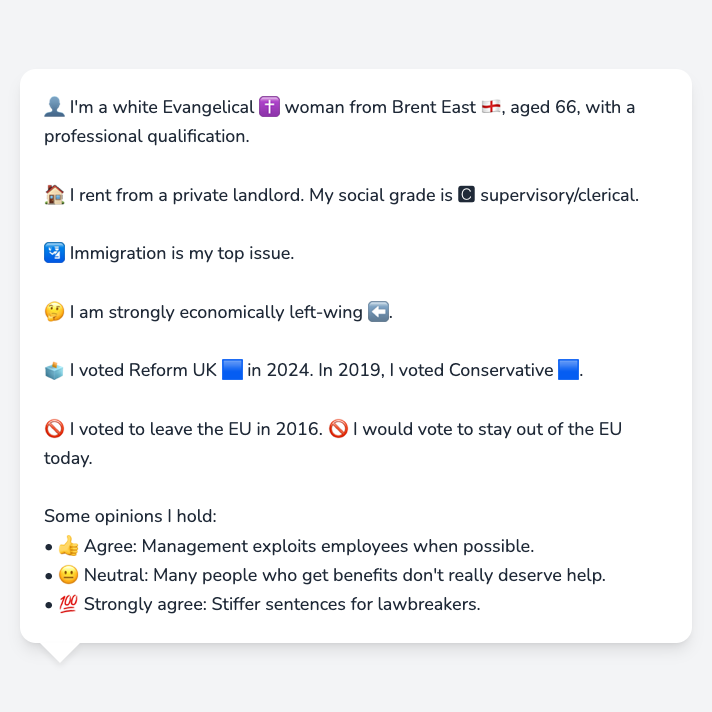 👤 I'm a white Evangelical ✝️ woman from Brent East 🏴󠁧󠁢󠁥󠁮󠁧󠁿, aged 66, with a
professional qualification.
🏠 I rent from a private landlord. My social grade is 🅲 supervisory/clerical.
🛂 Immigration is my top issue.
🤔 I am strongly economically left-wing ⬅️.
🗳️ I voted Reform UK 🟦 in 2024. In 2019, I voted Conservative 🟦.
🚫 I voted to leave the EU in 2016. 🚫 I would vote to stay out of the EU
today.
Some opinions I hold:
• 👍 Agree: Management exploits employees when possible.
• 😐 Neutral: Many people who get benefits don't really deserve help.
• 💯 Strongly agree: Stiffer sentences for lawbreakers.